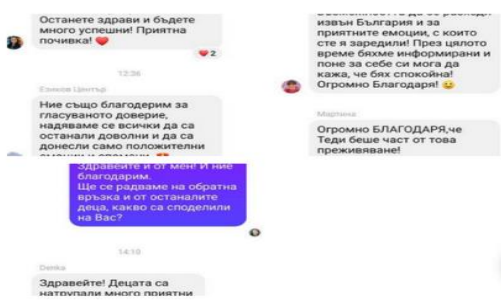 Останете здрави и бъдете
много успешни! Приятна
почивка! ❤️
2
12:36
Езиков Център
Ние също благодерим за
гласуваното доверие,
надяваме се всички да са
останали доволни и да са
донесли само положителни
Здравейте и от мен! И ние
благодарим.
Ще се радваме на обратна
връзка и от останалите
деца, какво са споделили
на Вас?
14:10
Denka
Здравейте! Децата са
натрупали много приятни
извън България и за
приятните емоции, с които
сте я заредили! През цялото
време бяхме информирани и
поне за себе си мога да
кажа, че бях спокойна!
Огромно Благодаря! 😉
Мартина
Огромно БЛАГОДАРЯ,че
Теди беше част от това
преживяване!